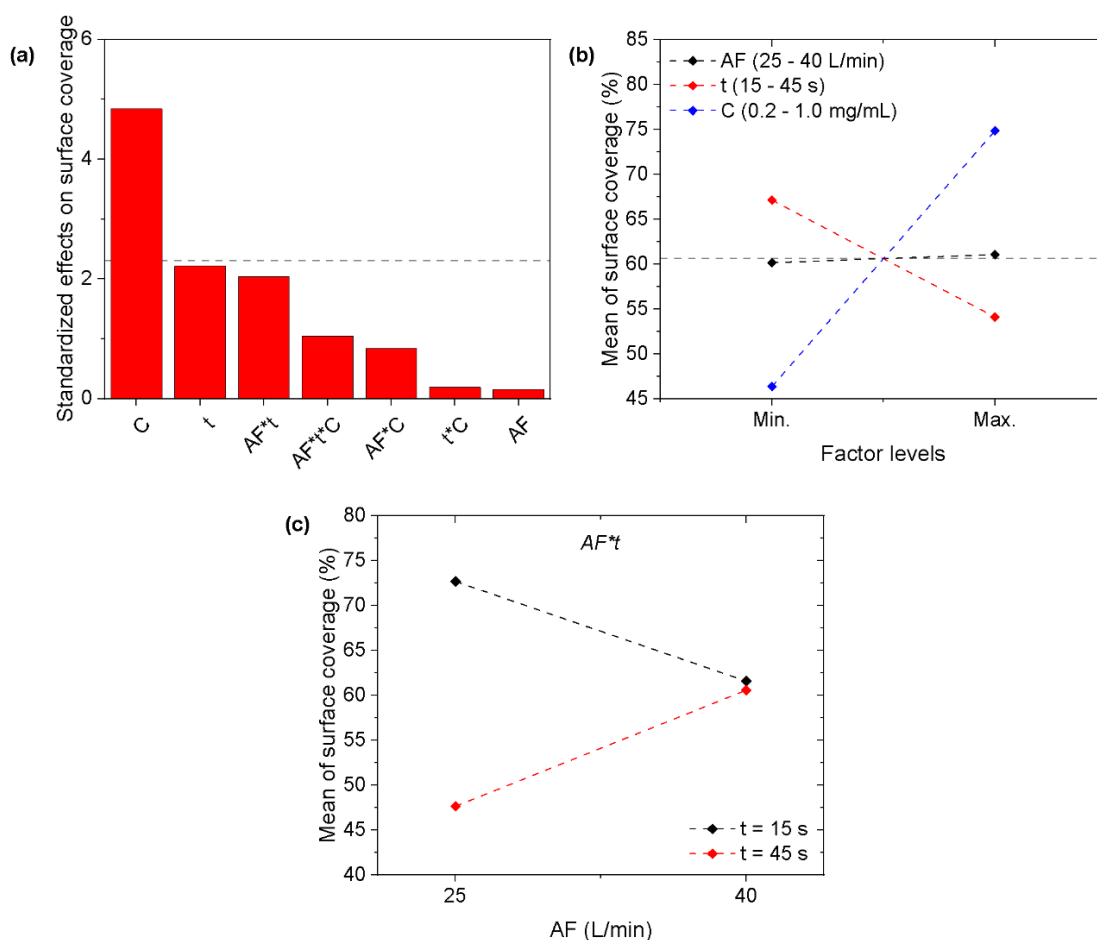 (a)
Standardized effects on surface coverage
6
4
2
0
C
t
AF*t
AF*t*C
AF*C
t*C
AF
(b)
Mean of surface coverage (%)
85
80
75
70
65
60
55
50
45
AF (25 - 40 L/min)
t (15 - 45 s)
C (0.2 - 1.0 mg/mL)
Min.
Max.
Factor levels
(c)
Mean of surface coverage (%)
80
75
70
65
60
55
50
45
40
AF*t
t = 15 s
t = 45 s
25
40
AF (L/min)